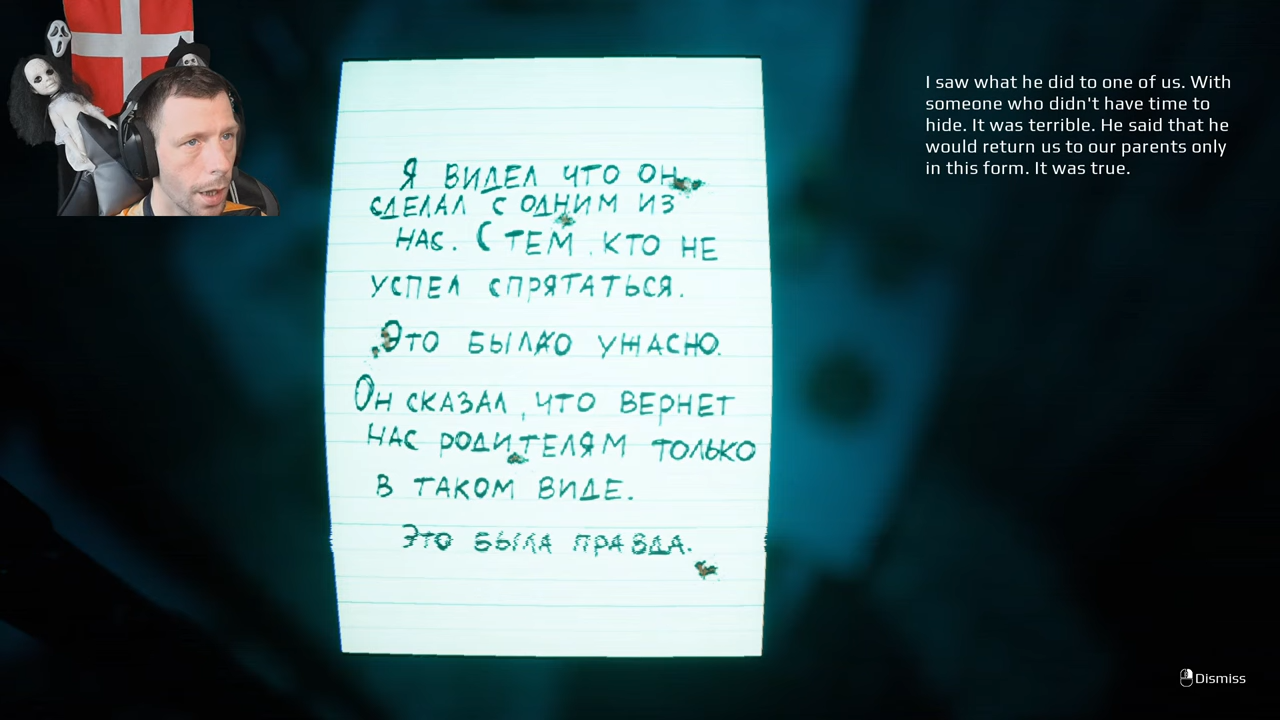 Я ВИДЕЛ ЧТО ОН
СДЕЛАЛ С ОДНИМ ИЗ
НАС. С ТЕМ. КТО НЕ
УСПЕЛ СПРЯТАТЬСЯ.
ЭТО БЫЛО УЖАСНО.
ОН СКАЗАЛ, ЧТО ВЕРНЕТ
НАС РОДИТЕЛЯМ ТОЛЬКО
В ТАКОМ ВИДЕ.
ЭТО БЫЛА ПРАВДА.
I saw what he did to one of us. With
someone who didn't have time to
hide. It was terrible. He said that he
would return us to our parents only
in this form. It was true.
Dismiss